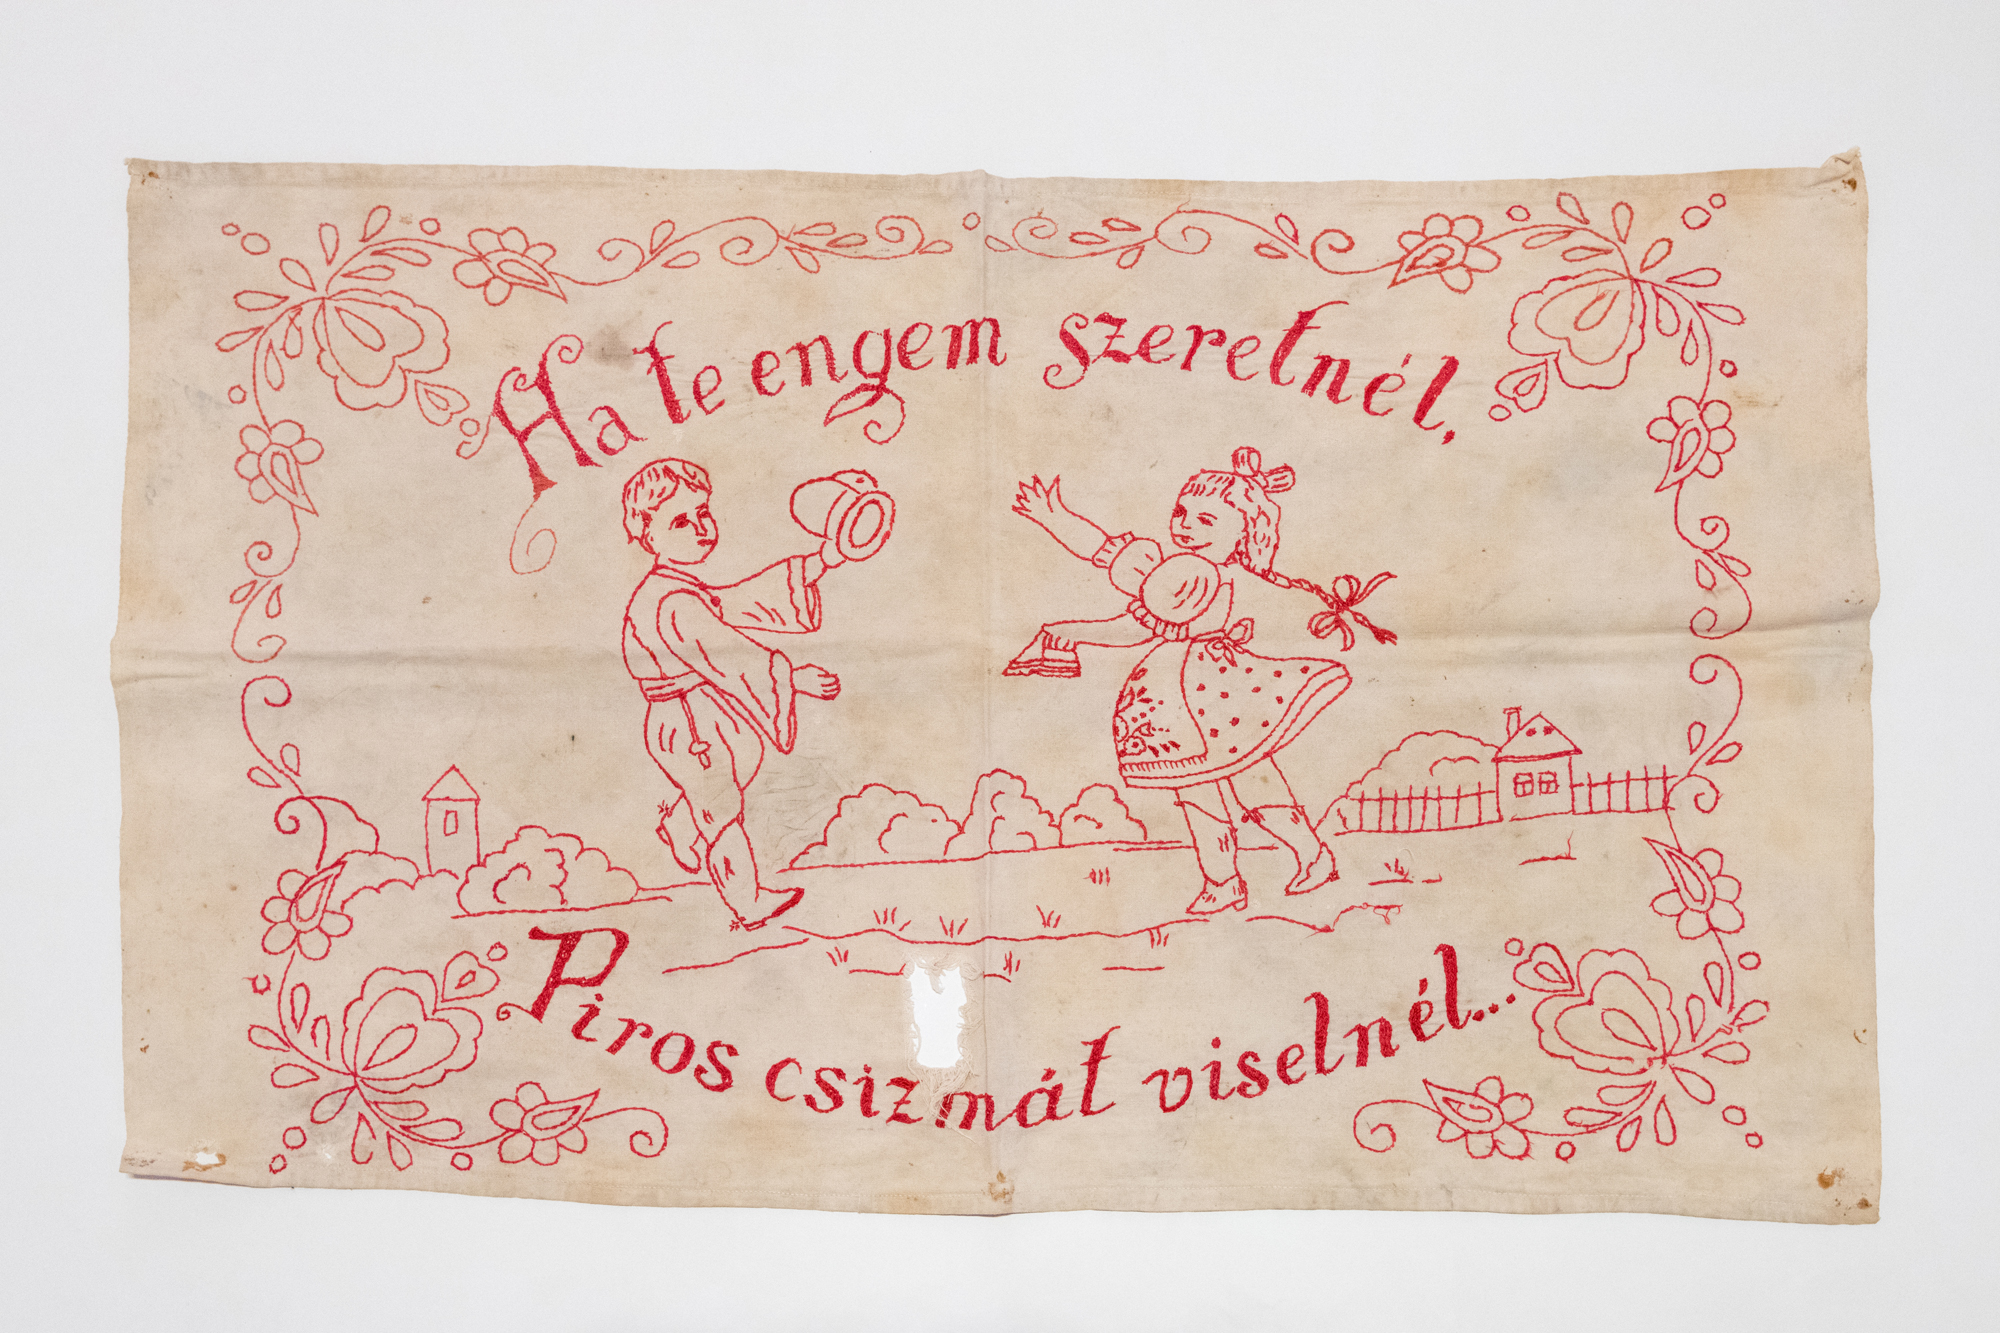 Ha te engem szeretnél,
Piros csizmát viselnél...